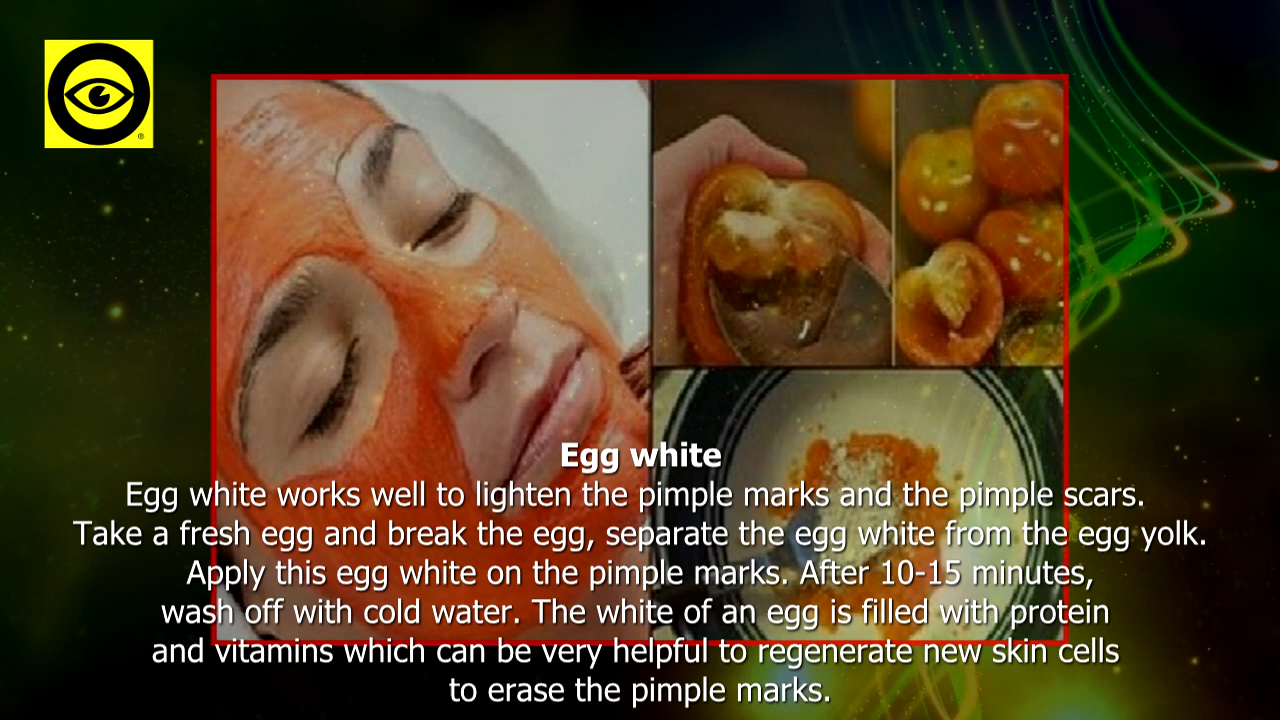 Egg white
Egg white works well to lighten the pimple marks and the pimple scars.
Take a fresh egg and break the egg, separate the egg white from the egg yolk.
Apply this egg white on the pimple marks. After 10-15 minutes,
wash off with cold water. The white of an egg is filled with protein
and vitamins which can be very helpful to regenerate new skin cells
to erase the pimple marks.
®